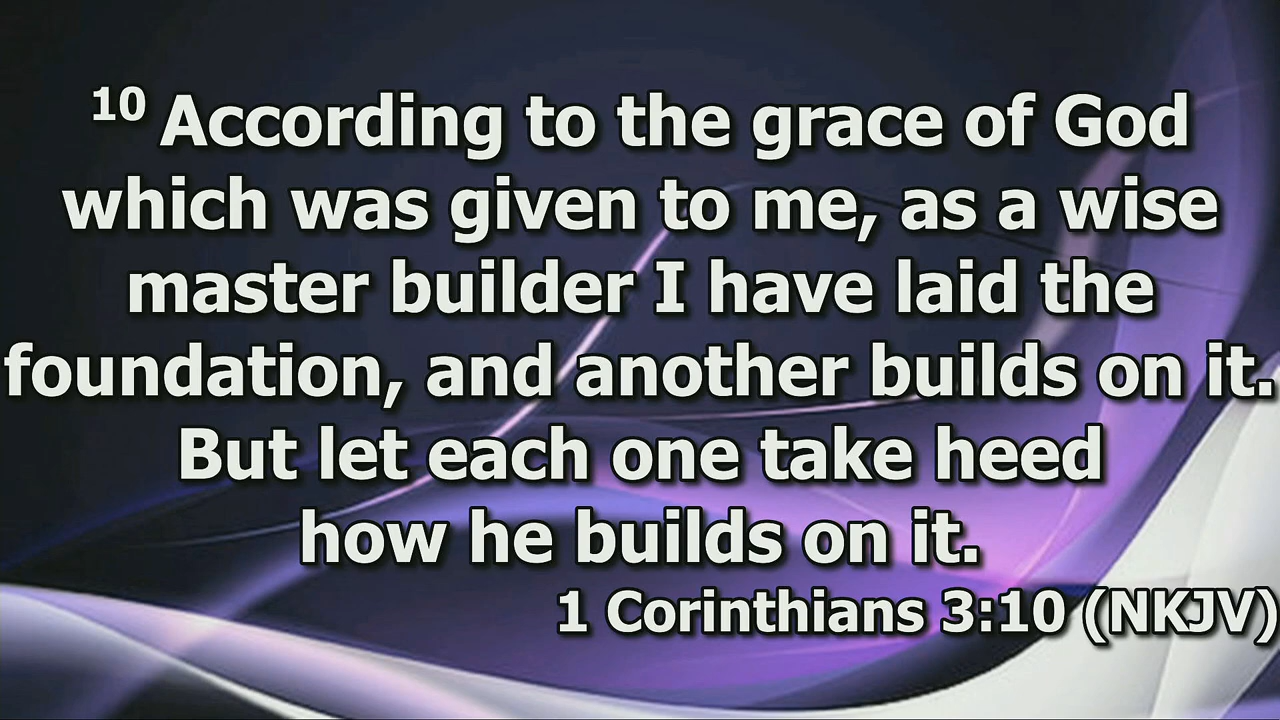 10 According to the grace of God
which was given to me, as a wise
master builder I have laid the
foundation, and another builds on it.
But let each one take heed
how he builds on it.
1 Corinthians 3:10 (NKJV)